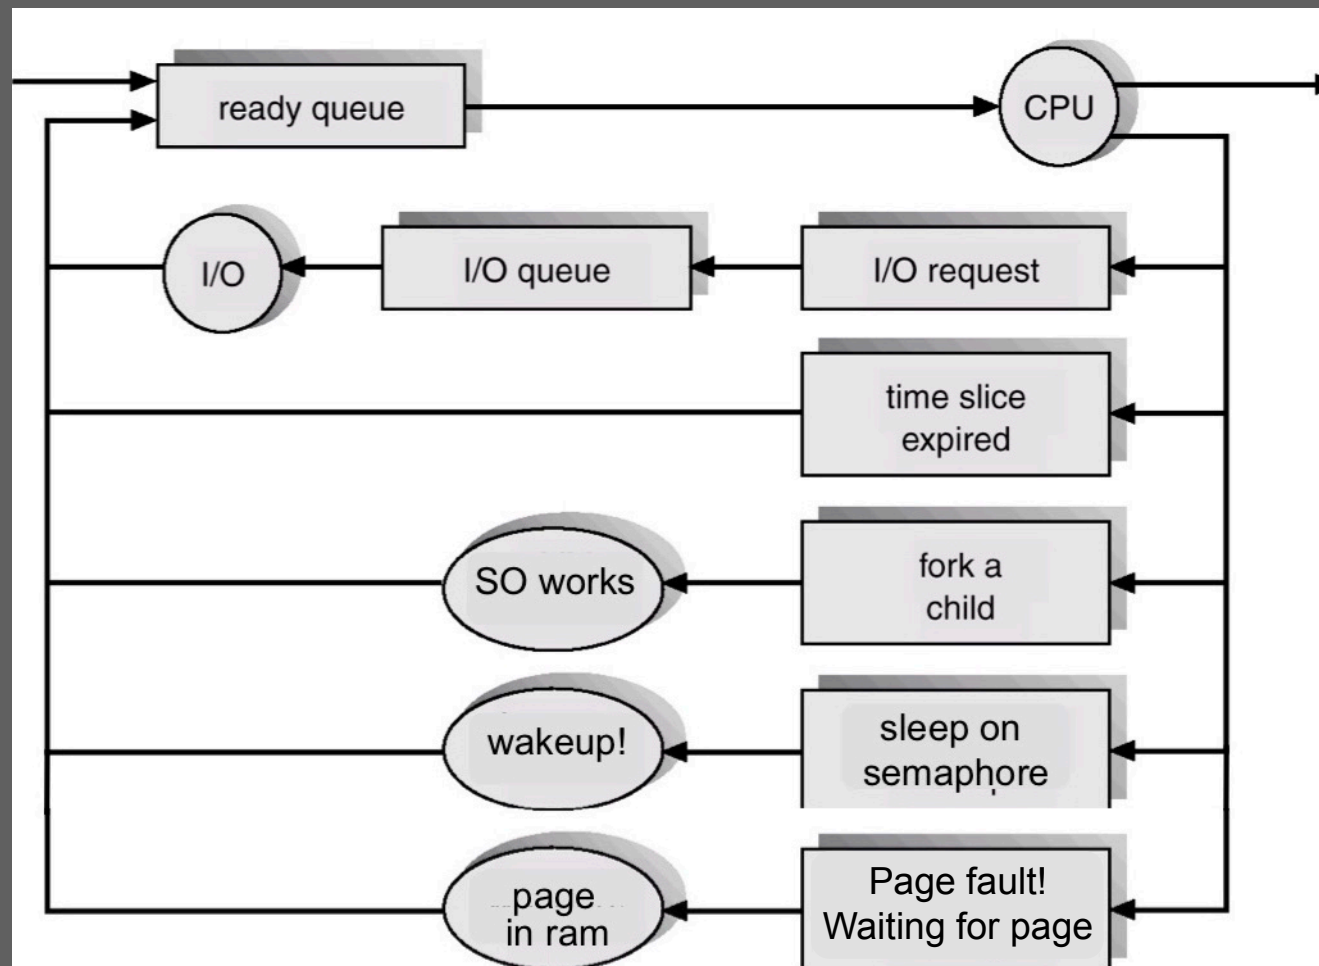 ready queue
CPU
I/O
I/O queue
I/O request
time slice
expired
SO works
fork a
child
wakeup!
sleep on
semaphore
page
in ram
Page fault!
Waiting for page